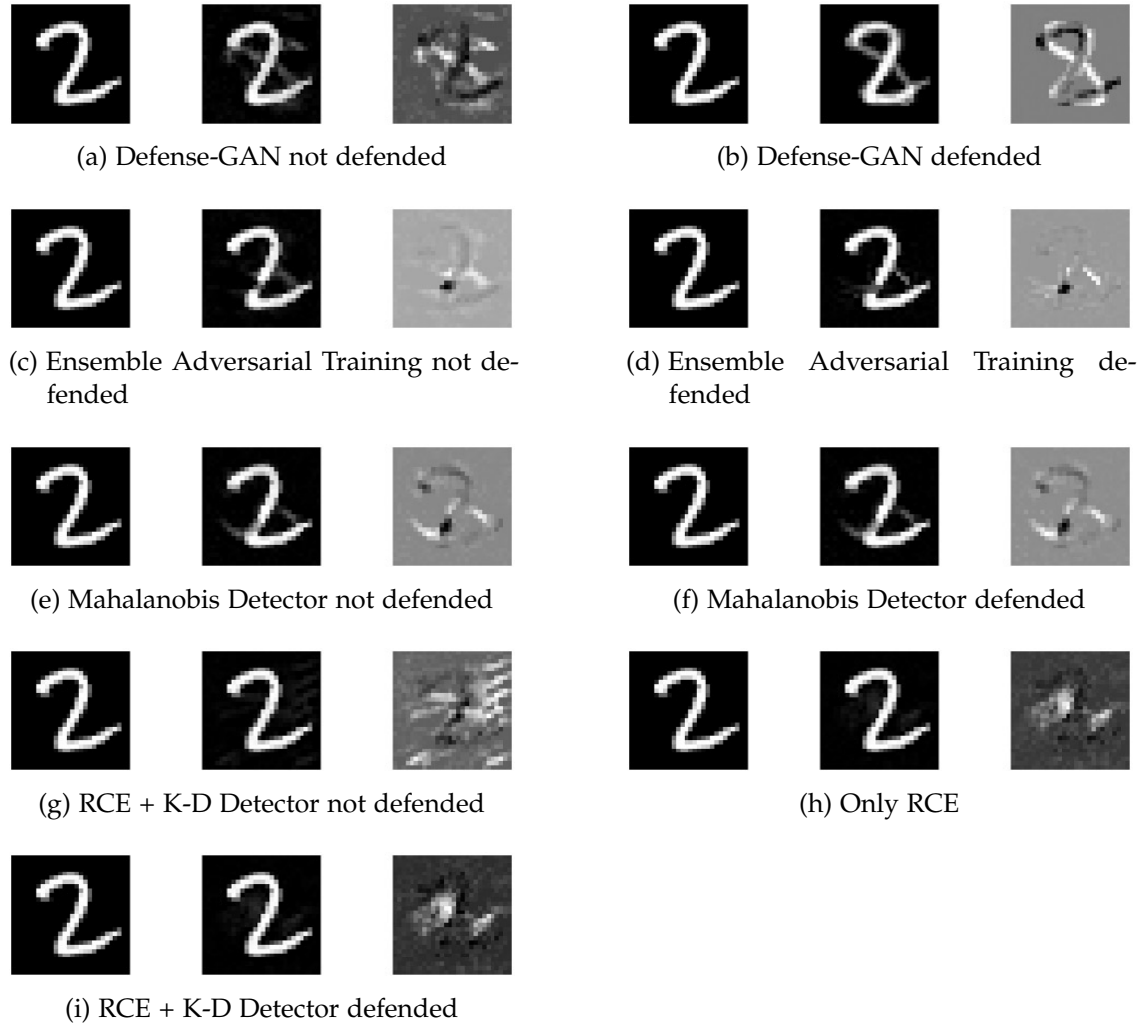 (a) Defense-GAN not defended
(b) Defense-GAN defended
(c) Ensemble Adversarial Training not de-
fended
(d) Ensemble Adversarial Training de-
fended
(e) Mahalanobis Detector not defended
(f) Mahalanobis Detector defended
(g) RCE + K-D Detector not defended
(h) Only RCE
(i) RCE + K-D Detector defended